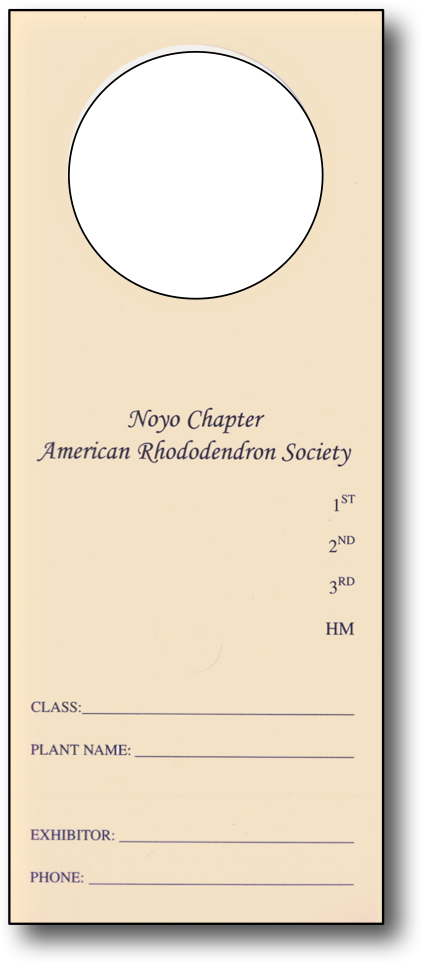 Noyo Chapter
American Rhododendron Society
1ST
2ND
3RD
HM
CLASS:
PLANT NAME:
EXHIBITOR:
PHONE: